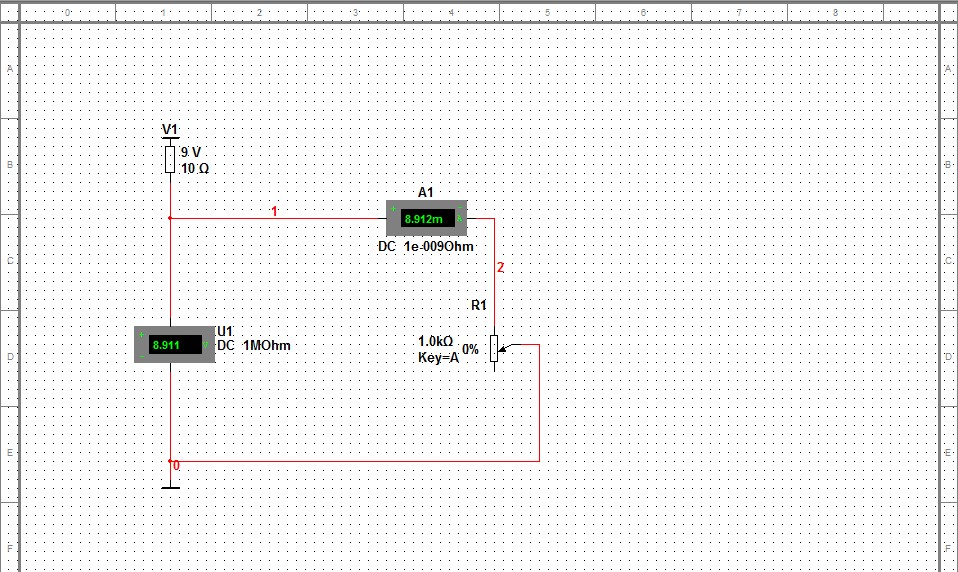 0 1 2 3 4 5 6 7 8
A A
V1
9 V
B B
10 Ω
A1
1
8.912m A
DC 1e-009Ohm
C C
2
R1
U1
8.911 V
DC 1MOhm
1.0kΩ
0%
Key=A
D D
E E
0
F F